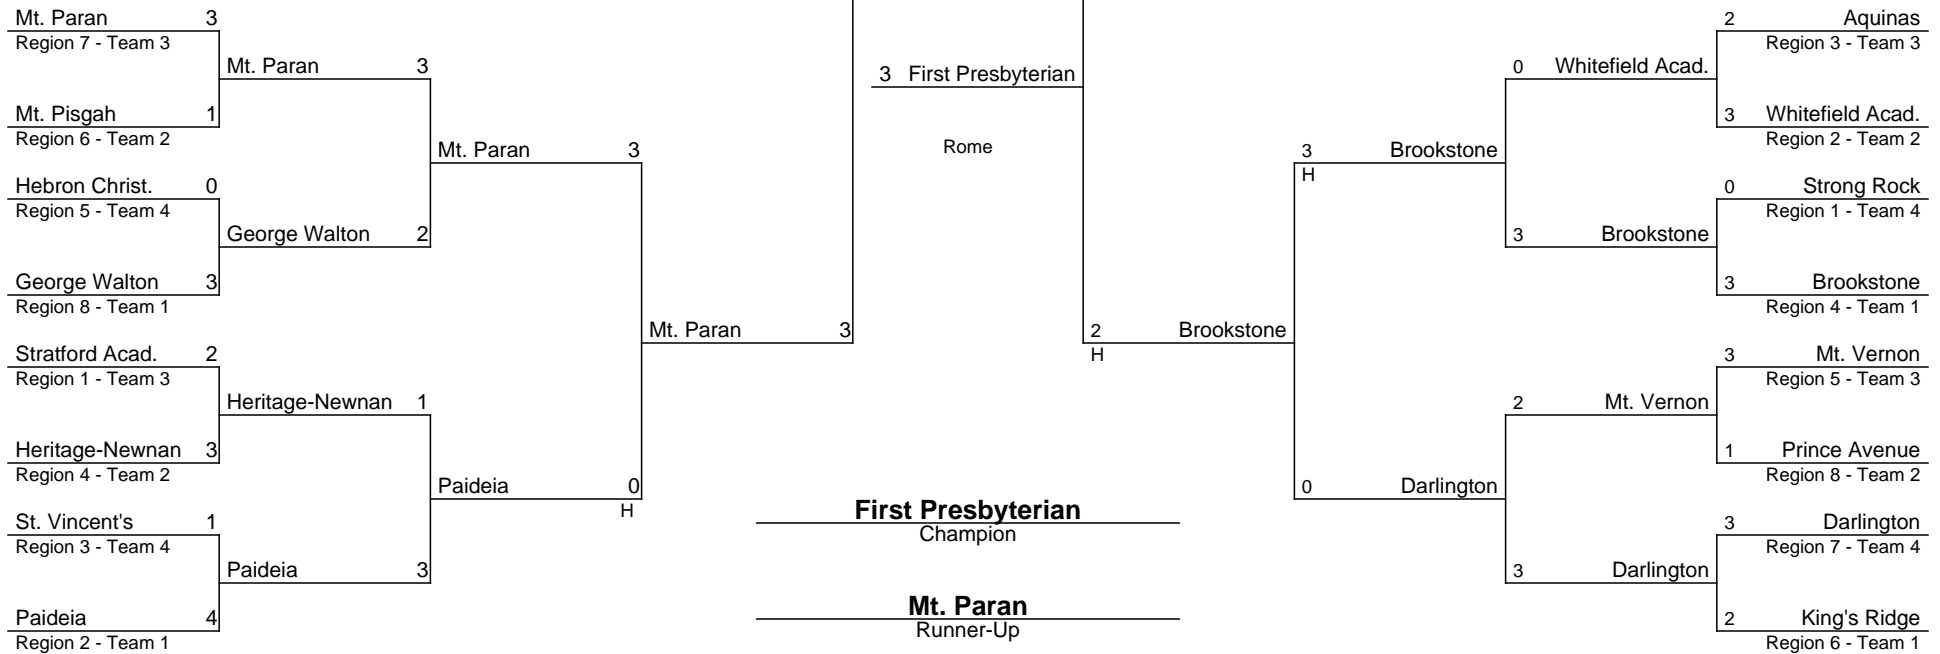 Mt. Paran 3
Region 7 - Team 3
Mt. Pisgah 1
Region 6 - Team 2
Hebron Christ. 0
Region 5 - Team 4
George Walton 3
Region 8 - Team 1
Stratford Acad. 2
Region 1 - Team 3
Heritage-Newnan 3
Region 4 - Team 2
St. Vincent's 1
Region 3 - Team 4
Paideia 4
Region 2 - Team 1
Mt. Paran 3
George Walton 2
Heritage-Newnan 1
Paideia 3
Mt. Paran 3
Paideia 0
H
Mt. Paran 3
3 First Presbyterian
Rome
First Presbyterian
Champion
Mt. Paran
Runner-Up
2 Brookstone
H
3 Brookstone
H
0 Darlington
0 Whitefield Acad.
3 Brookstone
2 Mt. Vernon
3 Darlington
2 Aquinas
Region 3 - Team 3
3 Whitefield Acad.
Region 2 - Team 2
0 Strong Rock
Region 1 - Team 4
3 Brookstone
Region 4 - Team 1
3 Mt. Vernon
Region 5 - Team 3
1 Prince Avenue
Region 8 - Team 2
3 Darlington
Region 7 - Team 4
2 King's Ridge
Region 6 - Team 1